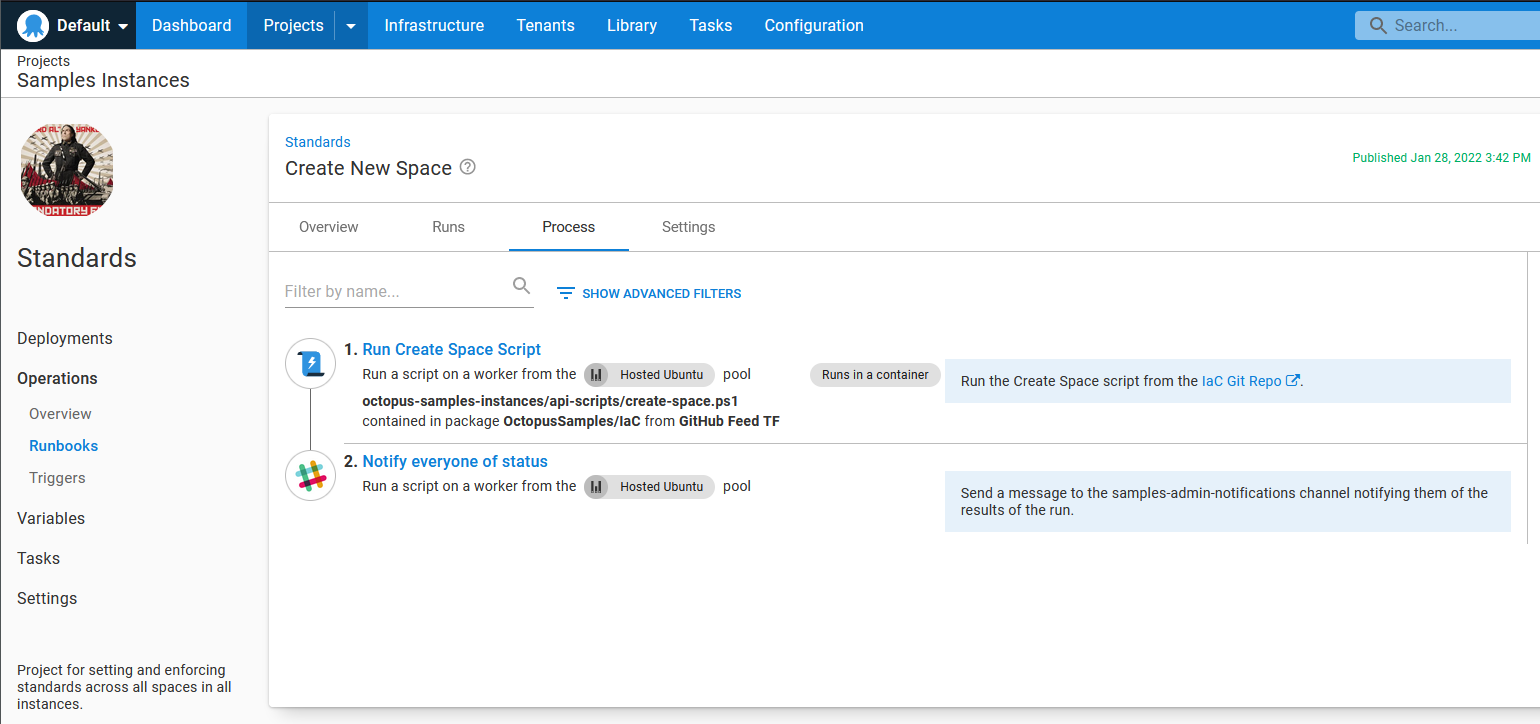 Default Dashboard Projects Infrastructure Tenants Library Tasks Configuration Search...
Projects
Samples Instances
Standards
Deployments
Operations
Overview
Runbooks
Triggers
Variables
Tasks
Settings
Project for setting and enforcing
standards across all spaces in all
instances.
Standards
Create New Space
Published Jan 28, 2022 3:42 PM
Overview Runs Process Settings
Filter by name... SHOW ADVANCED FILTERS
1. Run Create Space Script
Run a script on a worker from the Hosted Ubuntu pool Runs in a container
octopus-samples-instances/api-scripts/create-space.ps1
contained in package OctopusSamples/IaC from GitHub Feed TF
Run the Create Space script from the IaC Git Repo.
2. Notify everyone of status
Run a script on a worker from the Hosted Ubuntu pool
Send a message to the samples-admin-notifications channel notifying them of the
results of the run.